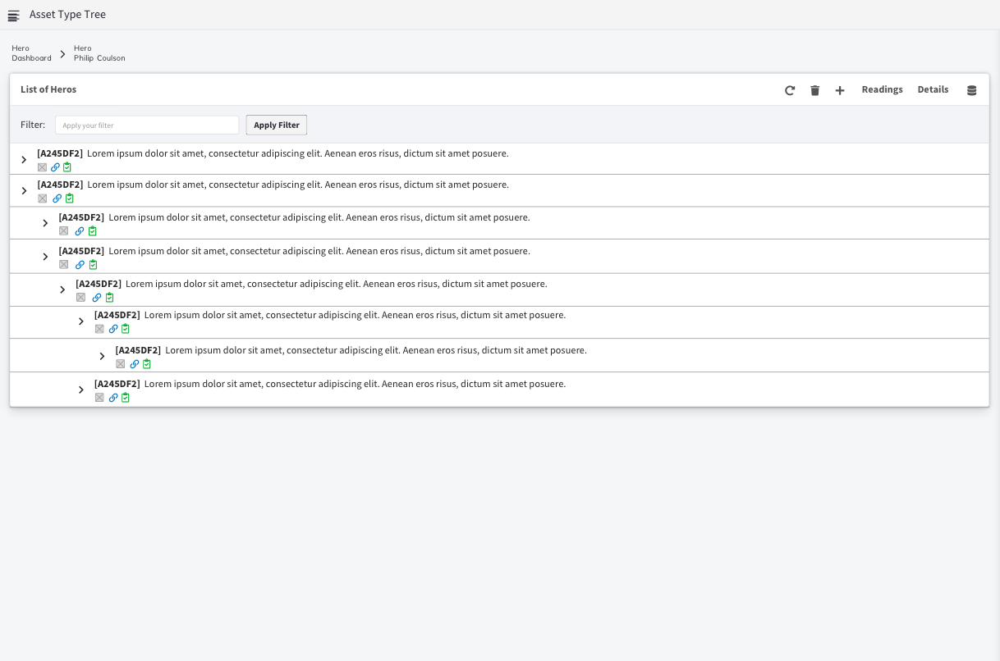 Asset Type Tree
Hero
Dashboard
Hero
Philip Coulson
List of Heros
Readings
Details
Filter:
Apply your filter
Apply Filter
[A245DF2] Lorem ipsum dolor sit amet, consectetur adipiscing elit. Aenean eros risus, dictum sit amet posuere.
[A245DF2] Lorem ipsum dolor sit amet, consectetur adipiscing elit. Aenean eros risus, dictum sit amet posuere.
[A245DF2] Lorem ipsum dolor sit amet, consectetur adipiscing elit. Aenean eros risus, dictum sit amet posuere.
[A245DF2] Lorem ipsum dolor sit amet, consectetur adipiscing elit. Aenean eros risus, dictum sit amet posuere.
[A245DF2] Lorem ipsum dolor sit amet, consectetur adipiscing elit. Aenean eros risus, dictum sit amet posuere.
[A245DF2] Lorem ipsum dolor sit amet, consectetur adipiscing elit. Aenean eros risus, dictum sit amet posuere.
[A245DF2] Lorem ipsum dolor sit amet, consectetur adipiscing elit. Aenean eros risus, dictum sit amet posuere.
[A245DF2] Lorem ipsum dolor sit amet, consectetur adipiscing elit. Aenean eros risus, dictum sit amet posuere.